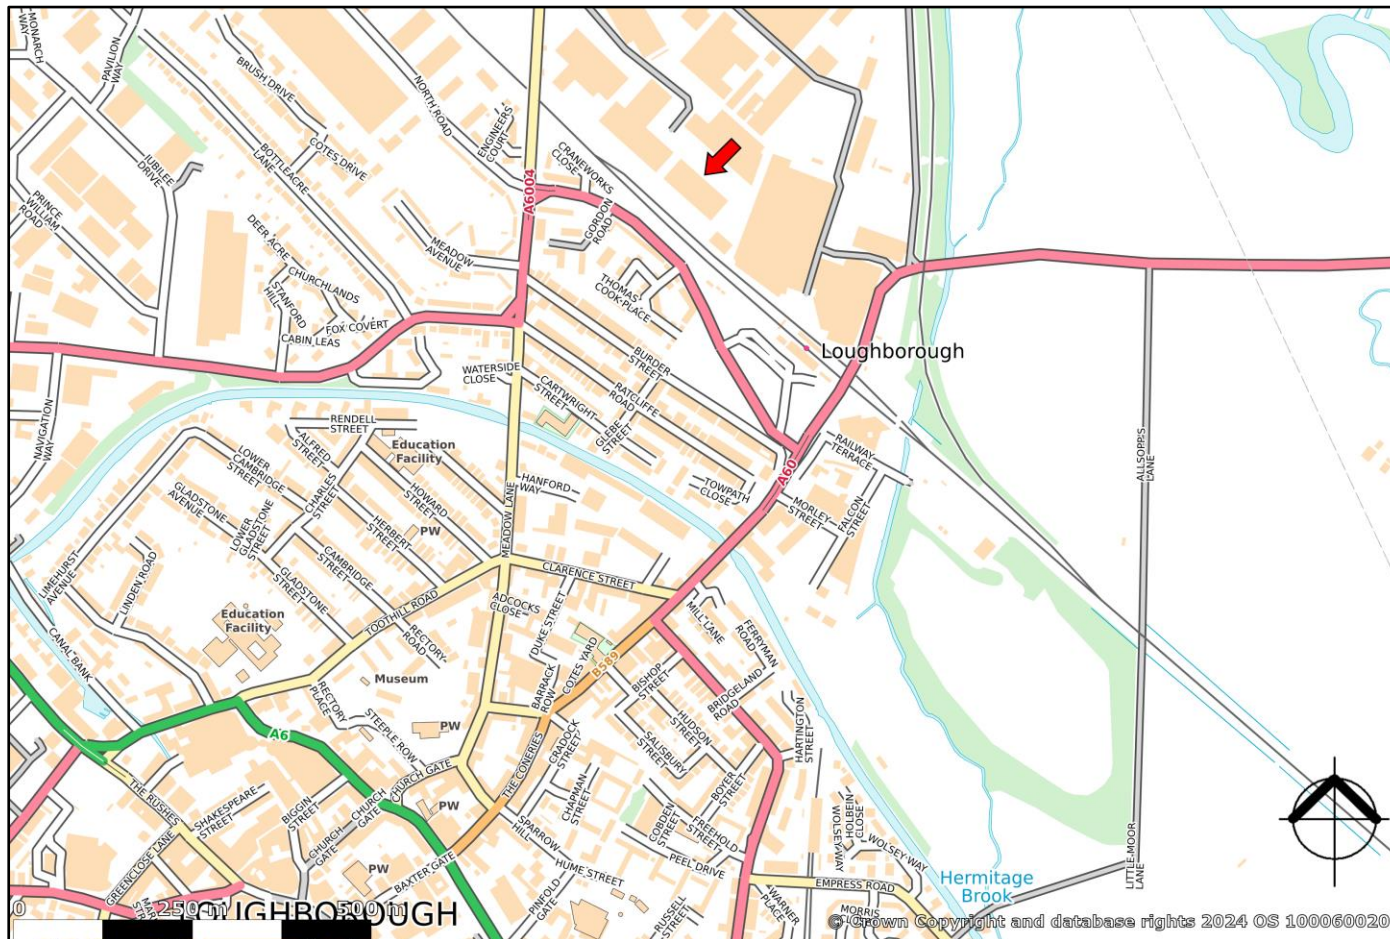 MONARCH
WAY
PAVILION
WAY
BRUSH DRIVE
NORTH ROAD
ENGINEERS
COURT
COTES DRIVE
BOTTLEACRE
LANE
JUBILEE
DRIVE
CRANEWORKS
CLOSE
A6004
PRINCE
WILLIAM
ROAD
GORDON
ROAD
DEER ACRE
MEADOW
AVENUE
CHURCHLANDS
STANFORD
HILL
THOMAS
COOK PLACE
FOX COVERT
CABIN LEAS
Loughborough
BURDER
STREET
WATERSIDE
CLOSE
CARTWRIGHT
STREET
RATCLIFFE
ROAD
GLEBE
STREET
NAVIGATION
WAY
RENDELL
STREET
ALFRED
STREET
Education
Facility
LOWER
CAMBRIDGE
STREET
RAILWAY
TERRACE
ALLSOPP'S
LANE
A60
HANFORD
WAY
TOWPATH
CLOSE
GLADSTONE
AVENUE
CHARLES
STREET
HOWARD
STREET
MORLEY
STREET
FALCON
STREET
LOWER
GLADSTONE
STREET
HERBERT
STREET
PW
MEADOW LANE
LIMEHURST
AVENUE
LINDEN ROAD
CAMBRIDGE
STREET
GLADSTONE
STREET
CLARENCE STREET
ADCOCKS
CLOSE
DUKE STREET
MILL LANE
FERRYMAN
ROAD
Education
Facility
TOOTHILL ROAD
RECTORY
ROAD
CANAL BANK
COTES YARD
B589
BISHOP
STREET
Museum
BARRACK
ROW
BRIDGELAND
ROAD
RECTORY
PLACE
STEEPLE ROW
PW
HUDSON
STREET
HARTINGTON
STREET
A6
CRADOCK
STREET
SALISBURY
STREET
THE CONERIES
CHURCH GATE
BOYER
STREET
THE RUSHES
SHAKESPEARE
STREET
BIGGIN
STREET
CHURCH
GATE
PW
CHAPMAN
STREET
COBDEN
STREET
FREEHOLD
STREET
HOLBEIN
CLOSE
WOLSEY WAY
WOLSEY WAY
SPARROW
HILL
CHURCH
GATE
PEEL DRIVE
LITTLE MOOR
LANE
GREENCLOSE LANE
PW
BAXTER GATE
HUME STREET
EMPRESS ROAD
Hermitage
Brook
PINFOLD
GATE
RUSSELL
STREET
WARNER
PLACE
MORRIS
0 250 m 500 m
LOUGHBOROUGH
© Crown Copyright and database rights 2024 OS 100060020